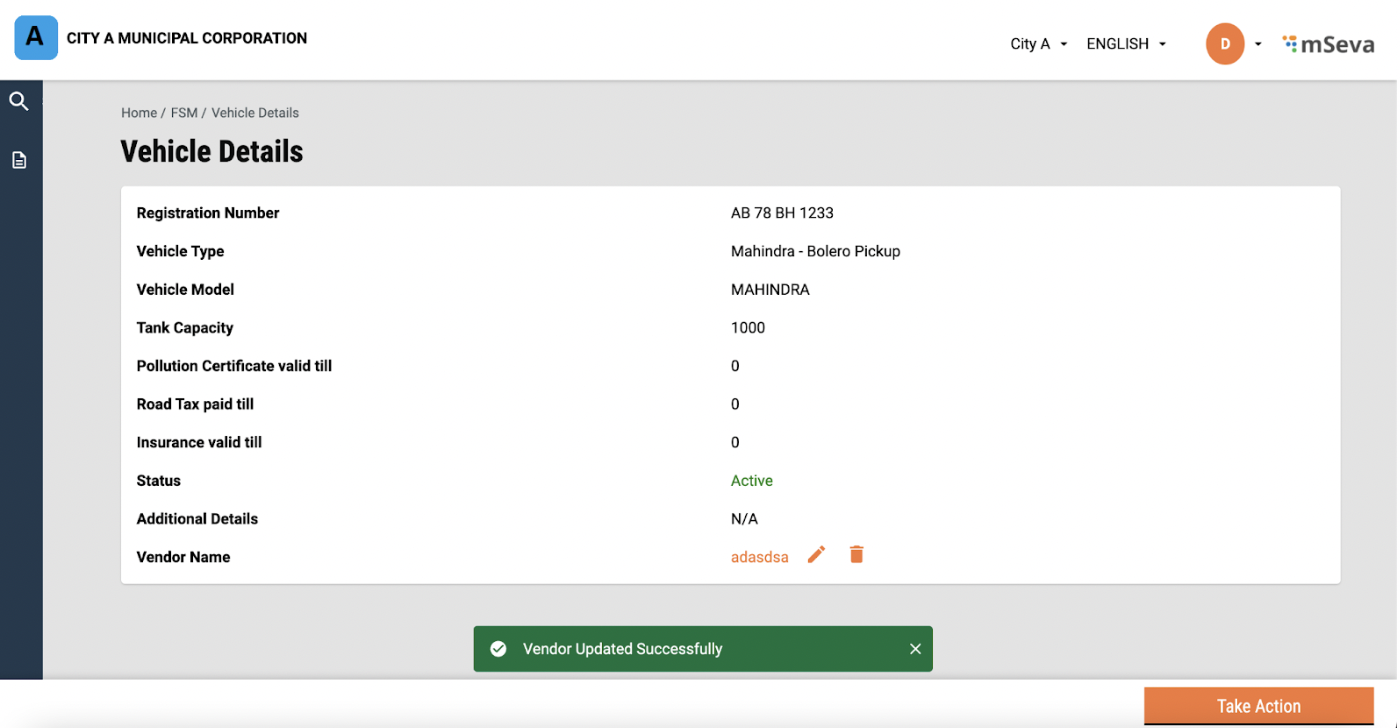 A CITY A MUNICIPAL CORPORATION City A ENGLISH D mSeva
Home / FSM / Vehicle Details
Vehicle Details
Registration Number AB 78 BH 1233
Vehicle Type Mahindra - Bolero Pickup
Vehicle Model MAHINDRA
Tank Capacity 1000
Pollution Certificate valid till 0
Road Tax paid till 0
Insurance valid till 0
Status Active
Additional Details N/A
Vendor Name adasdsa
Vendor Updated Successfully
Take Action